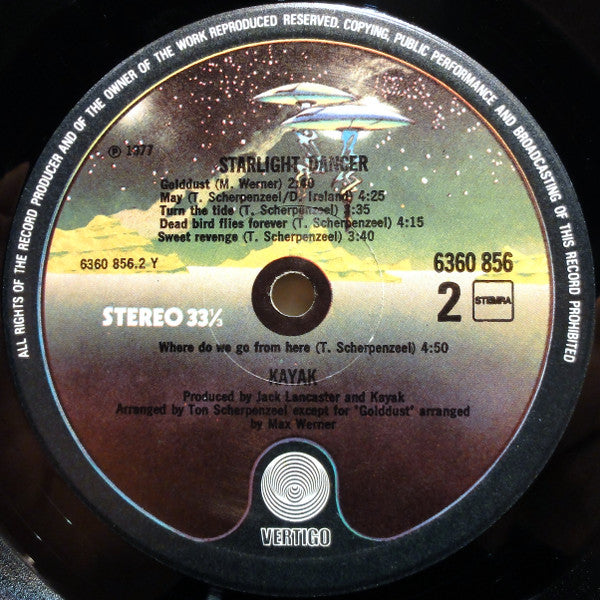 ALL RIGHTS OF THE RECORD PRODUCER AND OF THE OWNER OF THE WORK REPRODUCED RESERVED. COPYING, PUBLIC PERFORMANCE AND BROADCASTING OF THIS RECORD PROHIBITED
℗ 1977
STARLIGHT DANCER
Golddust (M. Werner) 2:40
May (T. Scherpenzeel/D. Ireland) 4:25
Turn the tide (T. Scherpenzeel) :35
Dead bird flies forever (T. Scherpenzeel) 4:15
Sweet revenge (T. Scherpenzeel) 3:40
6360 856.2 Y
6360 856
2 STEMRA
STEREO 33⅓
Where do we go from here (T. Scherpenzeel) 4:50
KAYAK
Produced by Jack Lancaster and Kayak
Arranged by Ton Scherpenzeel except for "Golddust" arranged
by Max Werner
VERTIGO